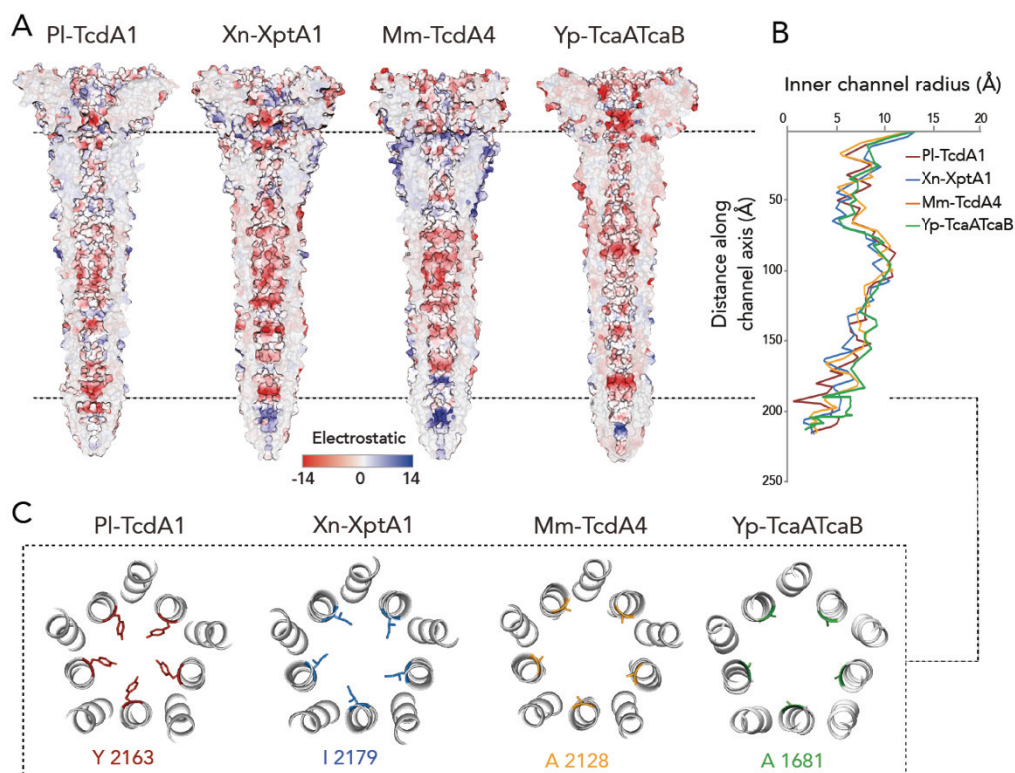 A
Pl-TcdA1
Xn-XptA1
Mm-TcdA4
Yp-TcaATcaB
Electrostatic
-14
0
14
B
Inner channel radius (Å)
0
5
10
15
20
50
100
150
200
250
Distance along
channel axis (Å)
Pl-TcdA1
Xn-XptA1
Mm-TcdA4
Yp-TcaATcaB
C
Pl-TcdA1
Xn-XptA1
Mm-TcdA4
Yp-TcaATcaB
Y 2163
I 2179
A 2128
A 1681